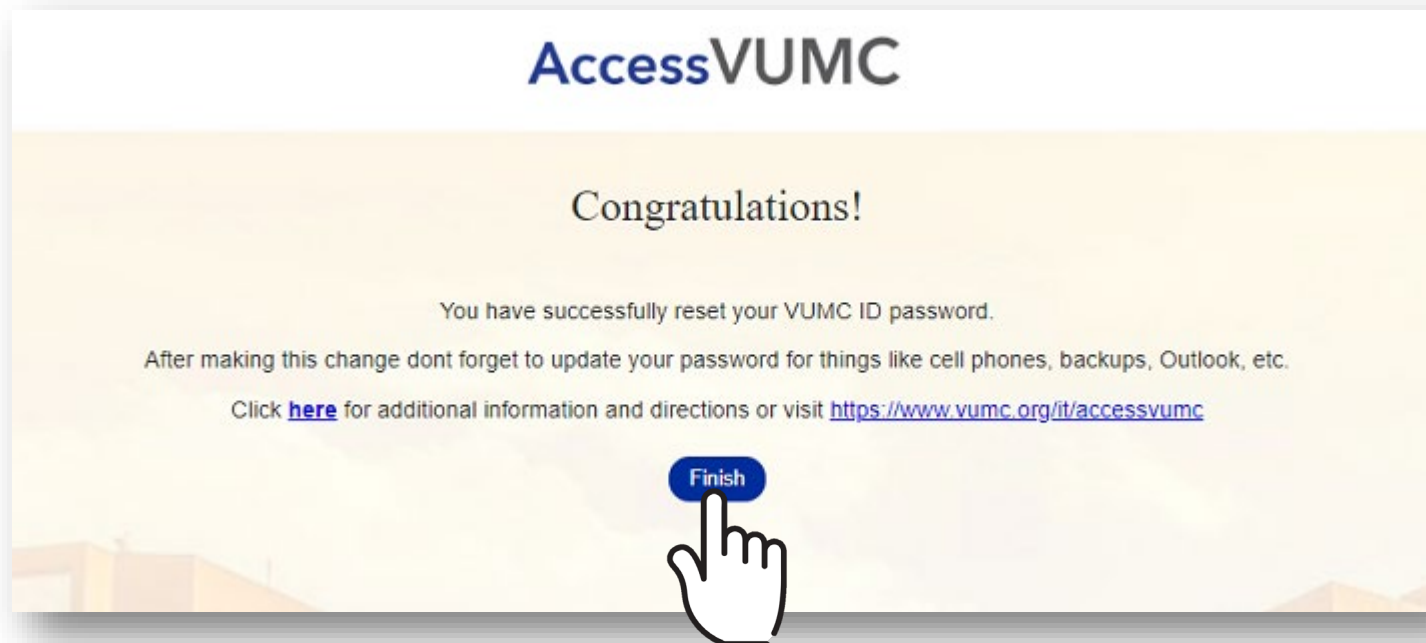 AccessVUMC
Congratulations!
You have successfully reset your VUMC ID password.
After making this change dont forget to update your password for things like cell phones, backups, Outlook, etc.
Click here for additional information and directions or visit https://www.vumc.org/it/accessvumc
Finish